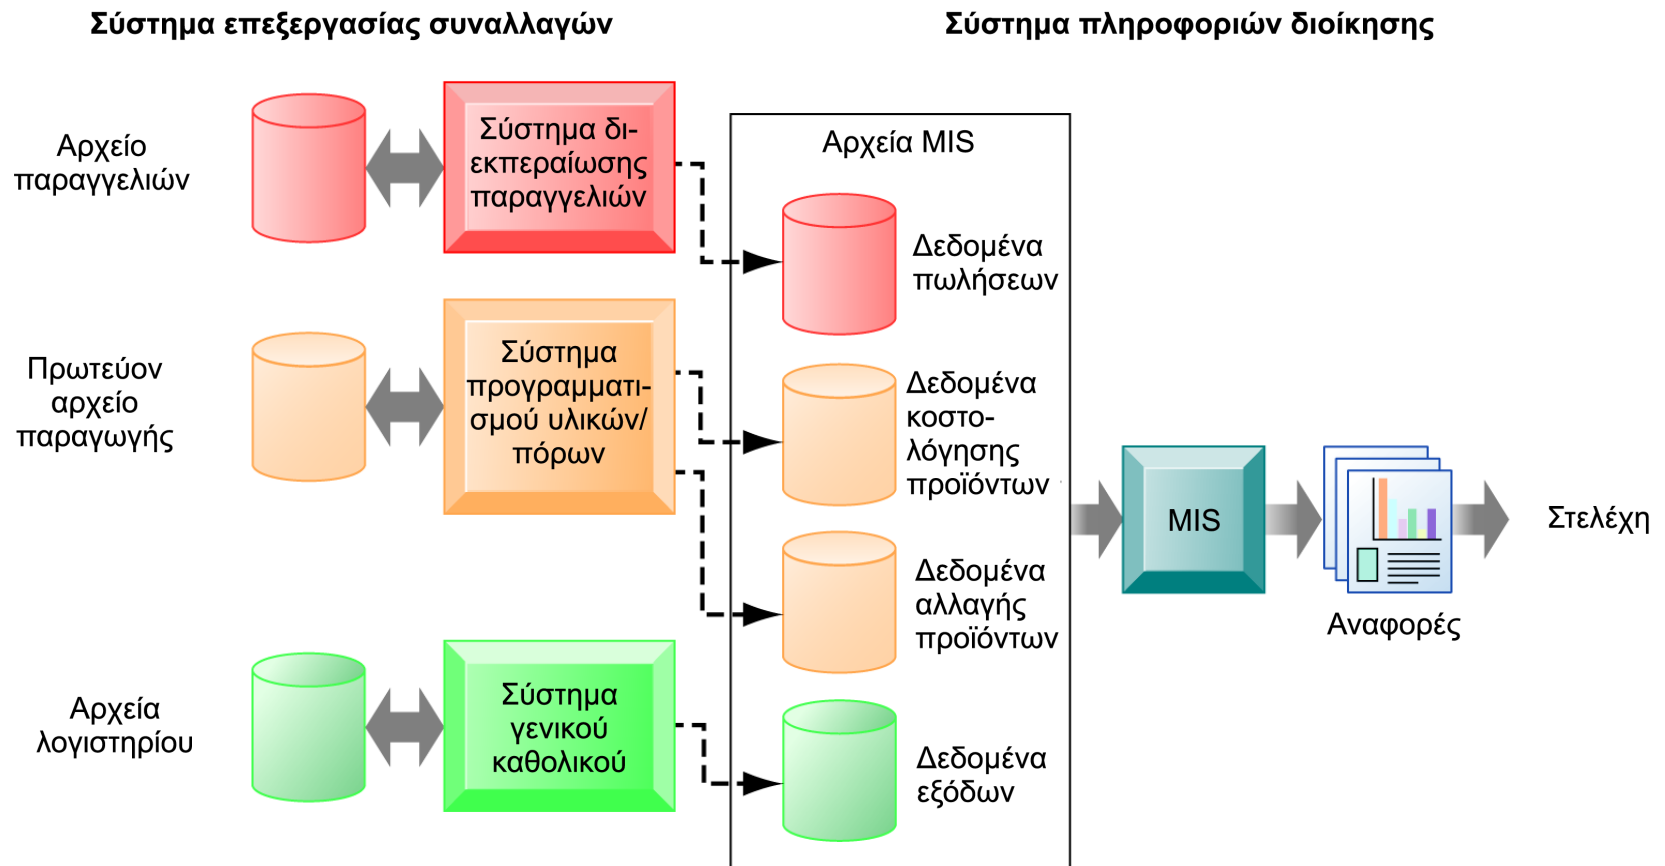 Σύστημα επεξεργασίας συναλλαγών
Σύστημα πληροφοριών διοίκησης
Αρχείο
παραγγελιών
Σύστημα δι-
εκπεραίωσης
παραγγελιών
Πρωτεύον
αρχείο
παραγωγής
Σύστημα
προγραμματι-
σμού υλικών/
πόρων
Αρχεία
λογιστηρίου
Σύστημα
γενικού
καθολικού
Αρχεία MIS
Δεδομένα
πωλήσεων
Δεδομένα
κοστο-
λόγησης
προϊόντων
Δεδομένα
αλλαγής
προϊόντων
Δεδομένα
εξόδων
MIS
Αναφορές
Στελέχη